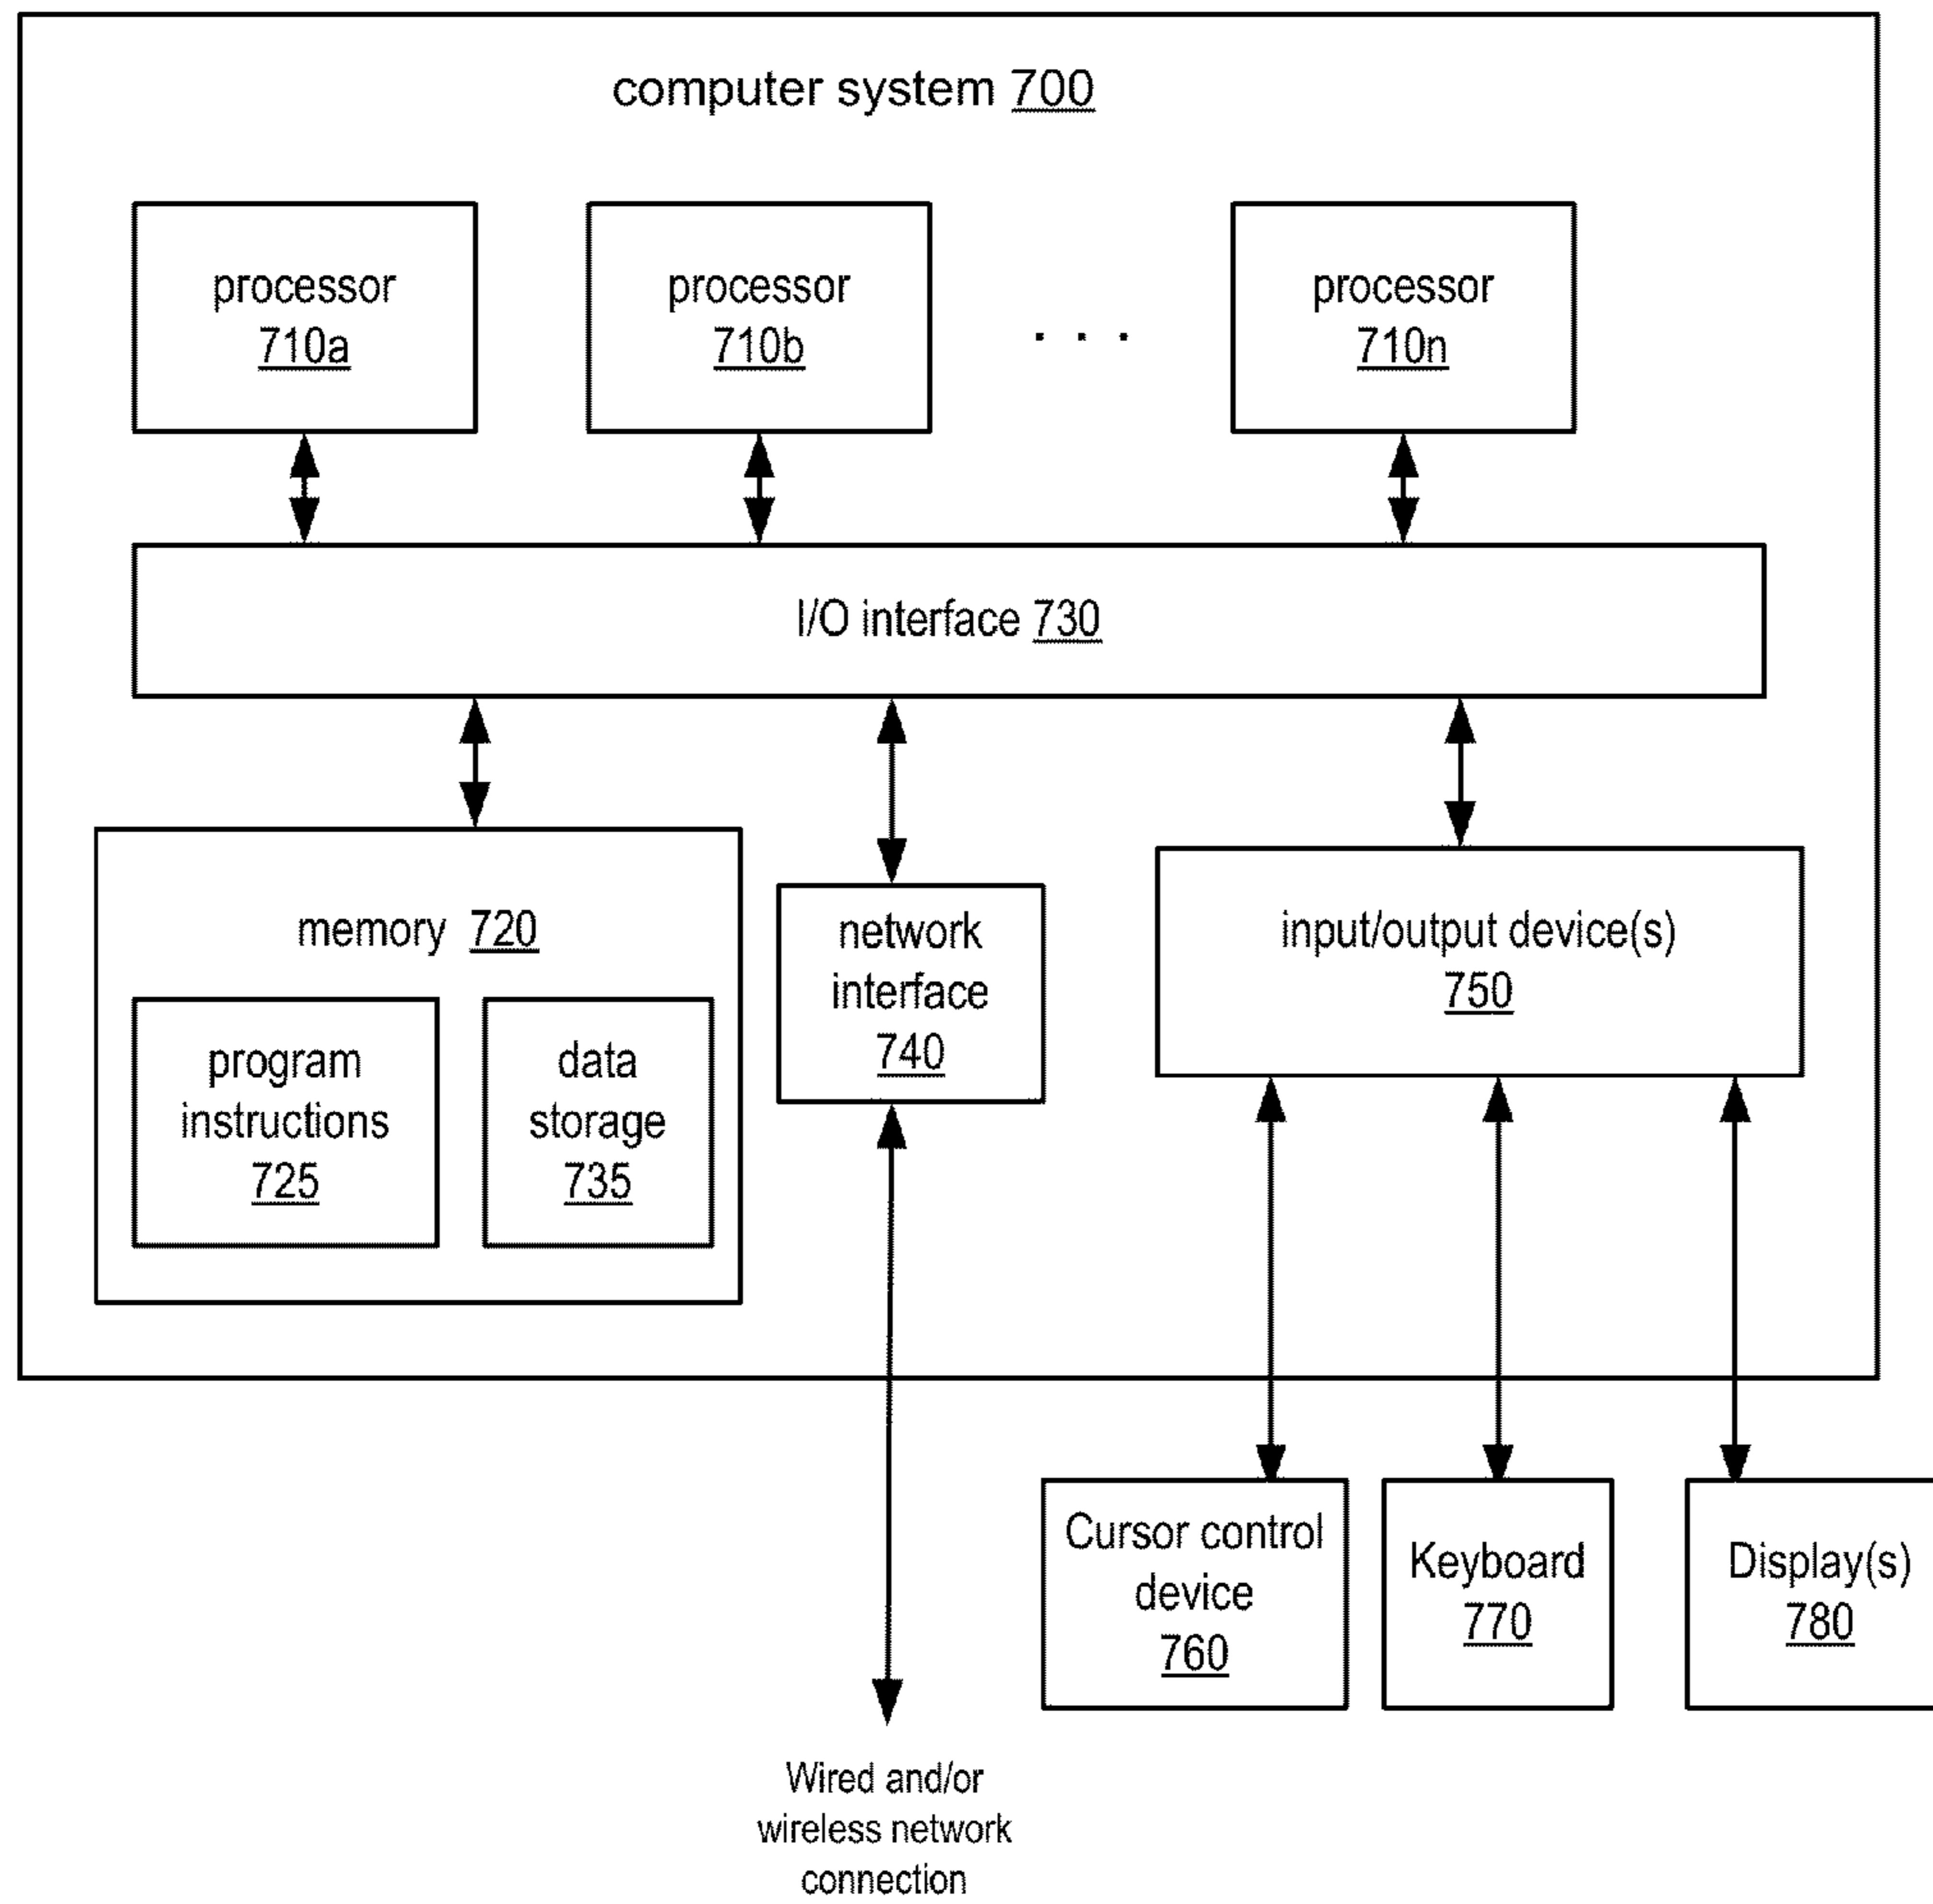 computer system 700
processor
710a
processor
710b
. . .
processor
710n
I/O interface 730
memory 720
program
instructions
725
data
storage
735
network
interface
740
input/output device(s)
750
Cursor control
device
760
Keyboard
770
Display(s)
780
Wired and/or
wireless network
connection